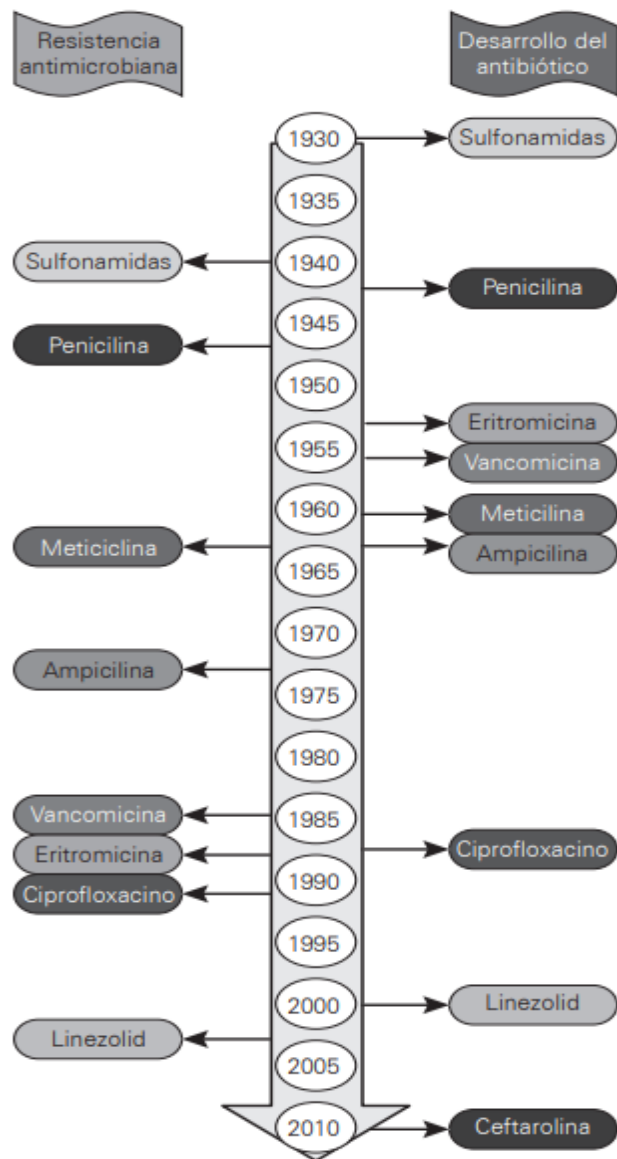 Resistencia
antimicrobiana
Desarrollo del
antibiótico
1930
Sulfonamidas
1935
Sulfonamidas
1940
Penicilina
1945
Penicilina
1950
Eritromicina
1955
Vancomicina
1960
Meticilina
Meticiclina
Ampicilina
1965
1970
Ampicilina
1975
1980
Vancomicina
1985
Eritromicina
Ciprofloxacino
Ciprofloxacino
1990
1995
2000
Linezolid
Linezolid
2005
2010
Ceftarolina